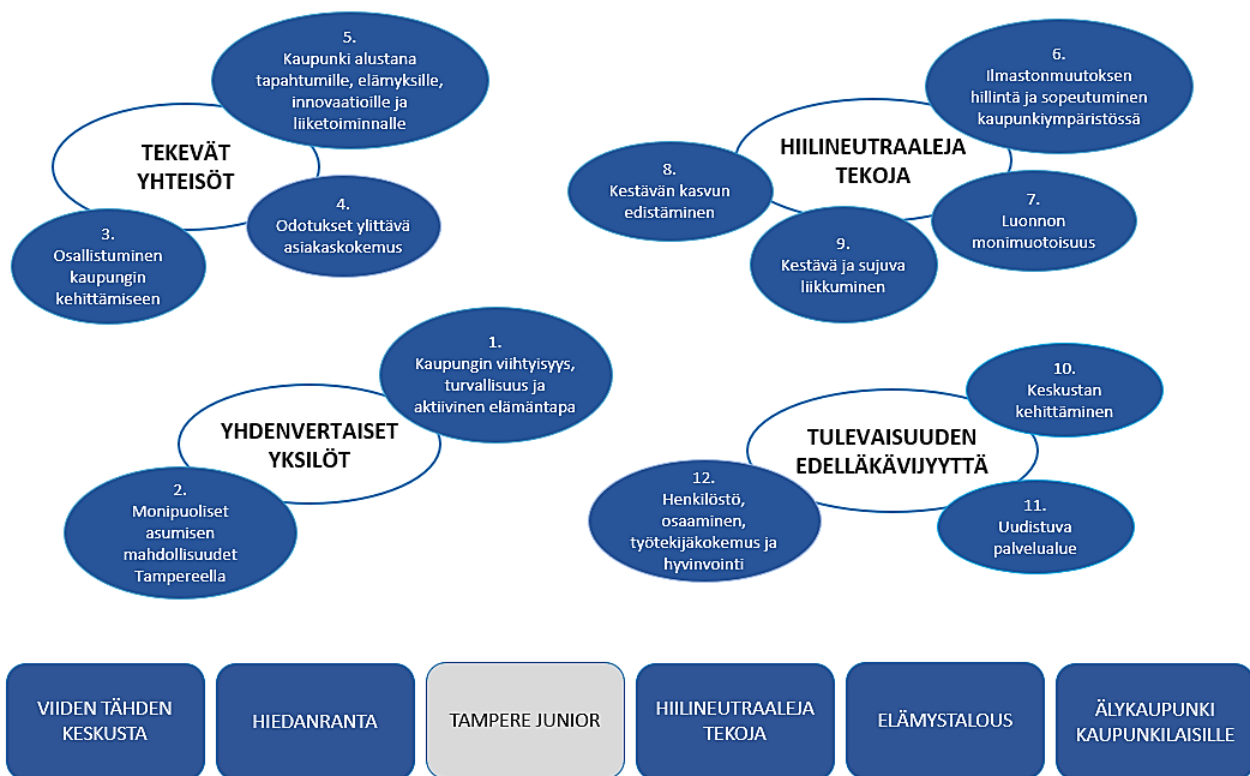 5.
Kaupunki alustana
tapahtumille, elämyksille,
innovaatioille ja
liiketoiminnalle
TEKEVÄT
YHTEISÖT
4.
Odotukset ylittävä
asiakaskokemus
3.
Osallistuminen
kaupungin
kehittämiseen
6.
Ilmastonmuutoksen
hillintä ja sopeutuminen
kaupunkiympäristössä
HIILINEUTRAALEJA
TEKOJA
8.
Kestävän kasvun
edistäminen
7.
Luonnon
monimuotoisuus
9.
Kestävä ja sujuva
liikkuminen
1.
Kaupungin viihtyisyys,
turvallisuus ja
aktiivinen elämäntapa
YHDENVERTAISET
YKSILÖT
2.
Monipuoliset
asumisen
mahdollisuudet
Tampereella
10.
Keskustan
kehittäminen
TULEVAISUUDEN
EDELLÄKÄVIJYYTTÄ
12.
Henkilöstö,
osaaminen,
työtekijäkokemus ja
hyvinvointi
11.
Uudistuva
palvelualue
VIIDEN TÄHDEN
KESKUSTA
HIEDANRANTA
TAMPERE JUNIOR
HIILINEUTRAALEJA
TEKOJA
ELÄMYSTALOUS
ÄLYKAUPUNKI
KAUPUNKILAISILLE